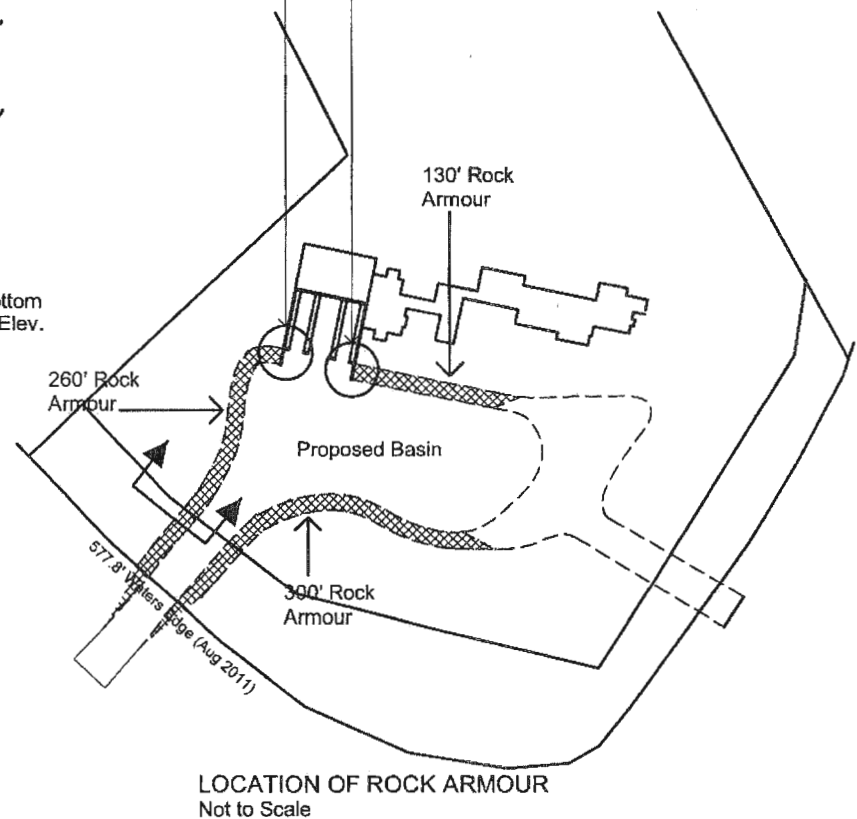 130' Rock
Armour
ttom
Elev.
260' Rock
Armour
Proposed Basin
577.8' Waters Edge (Aug 2011)
300' Rock
Armour
LOCATION OF ROCK ARMOUR
Not to Scale